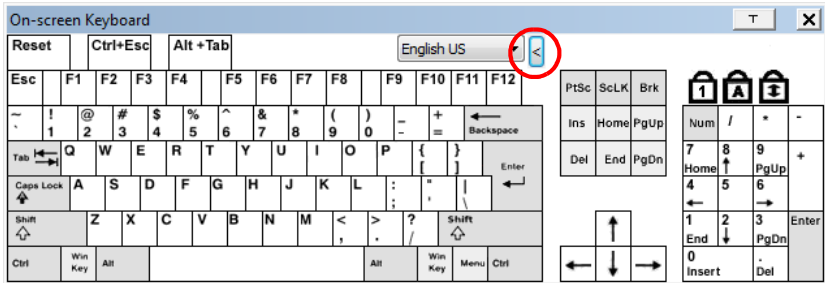 On-screen Keyboard T X
Reset Ctrl+Esc Alt +Tab English US <
Esc F1 F2 F3 F4 F5 F6 F7 F8 F9 F10 F11 F12 PtSc ScLK Brk 1 A
~ ! @ # $ % ^ & * ( ) _ +
` 1 2 3 4 5 6 7 8 9 0 - = Backspace Ins Home PgUp Num / * -
Tab Q W E R T Y U I O P { } Enter Del End PgDn 7 8 9 +
[ ] Home PgUp
Caps Lock A S D F G H J K L : " | 4 5 6
; ' \
Shift Z X C V B N M < > ? Shift 1 2 3 Enter
, . / End PgDn
Ctrl Win Key Alt Alt Win Key Menu Ctrl 0 .
Insert Del